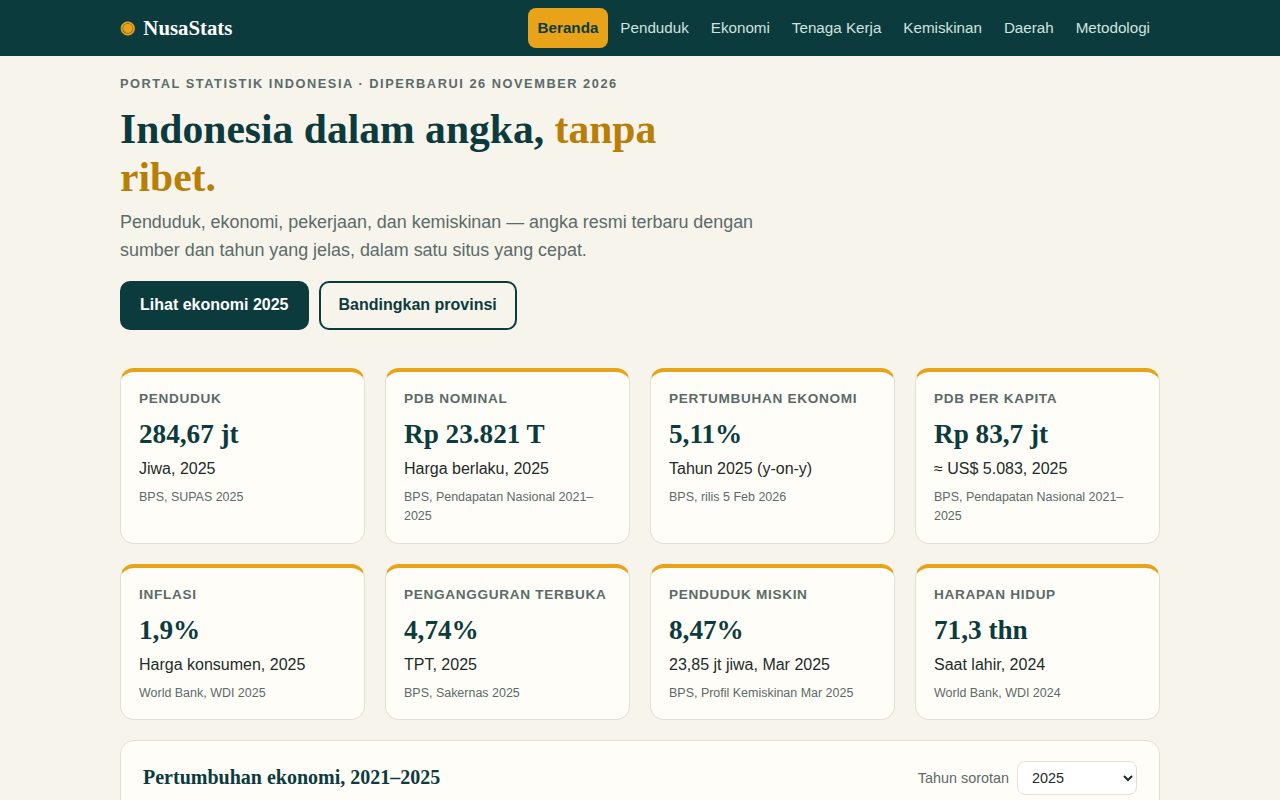 ◉ NusaStats
Beranda Penduduk Ekonomi Tenaga Kerja Kemiskinan Daerah Metodologi
PORTAL STATISTIK INDONESIA · DIPERBARUI 26 NOVEMBER 2026
Indonesia dalam angka, tanpa
ribet.
Penduduk, ekonomi, pekerjaan, dan kemiskinan — angka resmi terbaru dengan
sumber dan tahun yang jelas, dalam satu situs yang cepat.
Lihat ekonomi 2025
Bandingkan provinsi
PENDUDUK
284,67 jt
Jiwa, 2025
BPS, SUPAS 2025
PDB NOMINAL
Rp 23.821 T
Harga berlaku, 2025
BPS, Pendapatan Nasional 2021–
2025
PERTUMBUHAN EKONOMI
5,11%
Tahun 2025 (y-on-y)
BPS, rilis 5 Feb 2026
PDB PER KAPITA
Rp 83,7 jt
≈ US$ 5.083, 2025
BPS, Pendapatan Nasional 2021–
2025
INFLASI
1,9%
Harga konsumen, 2025
World Bank, WDI 2025
PENGANGGURAN TERBUKA
4,74%
TPT, 2025
BPS, Sakernas 2025
PENDUDUK MISKIN
8,47%
23,85 jt jiwa, Mar 2025
BPS, Profil Kemiskinan Mar 2025
HARAPAN HIDUP
71,3 thn
Saat lahir, 2024
World Bank, WDI 2024
Pertumbuhan ekonomi, 2021–2025
Tahun sorotan 2025